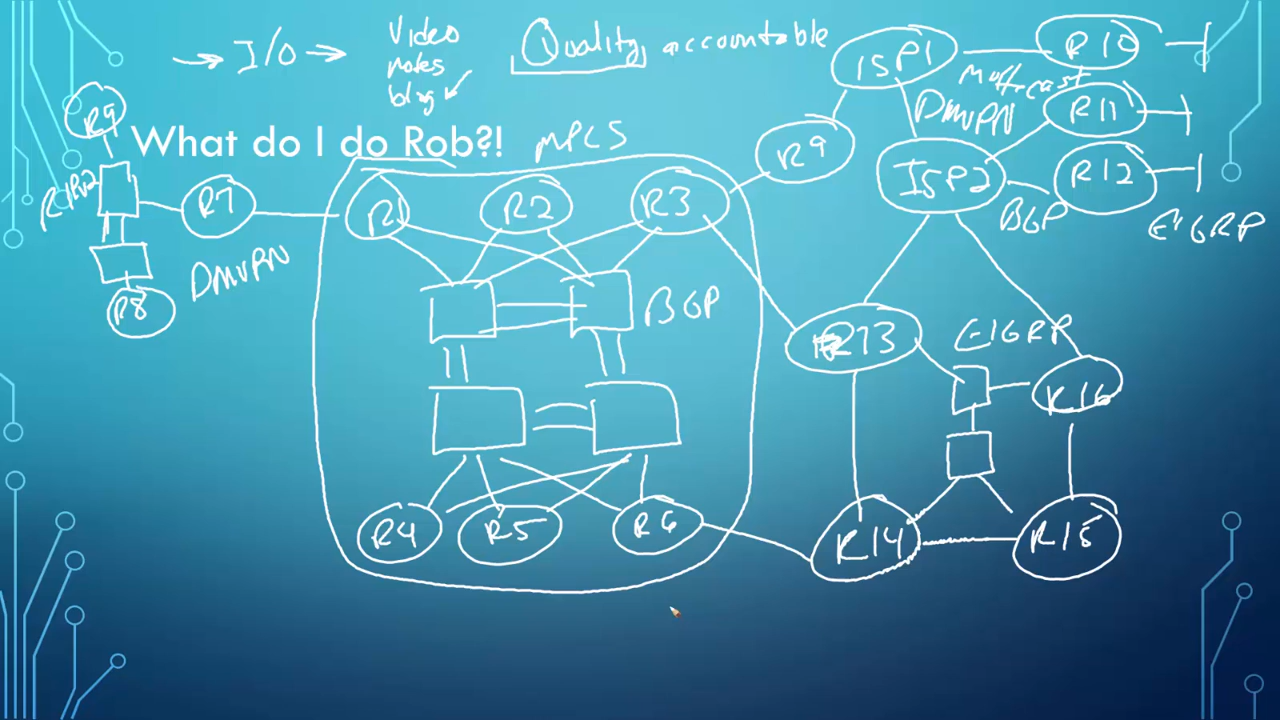 → I/O →
Video
notes
blog ✓
Quality, accountable
What do I do Rob?!
MPLS
ISP1
R10
Multicast
DMVPN
R11
R9
R9
ISP2
R12
BGP
EIGRP
R7
R8
DMVPN
R1
R2
R3
BGP
R13
EIGRP
R16
R4
R5
R6
R14
R15